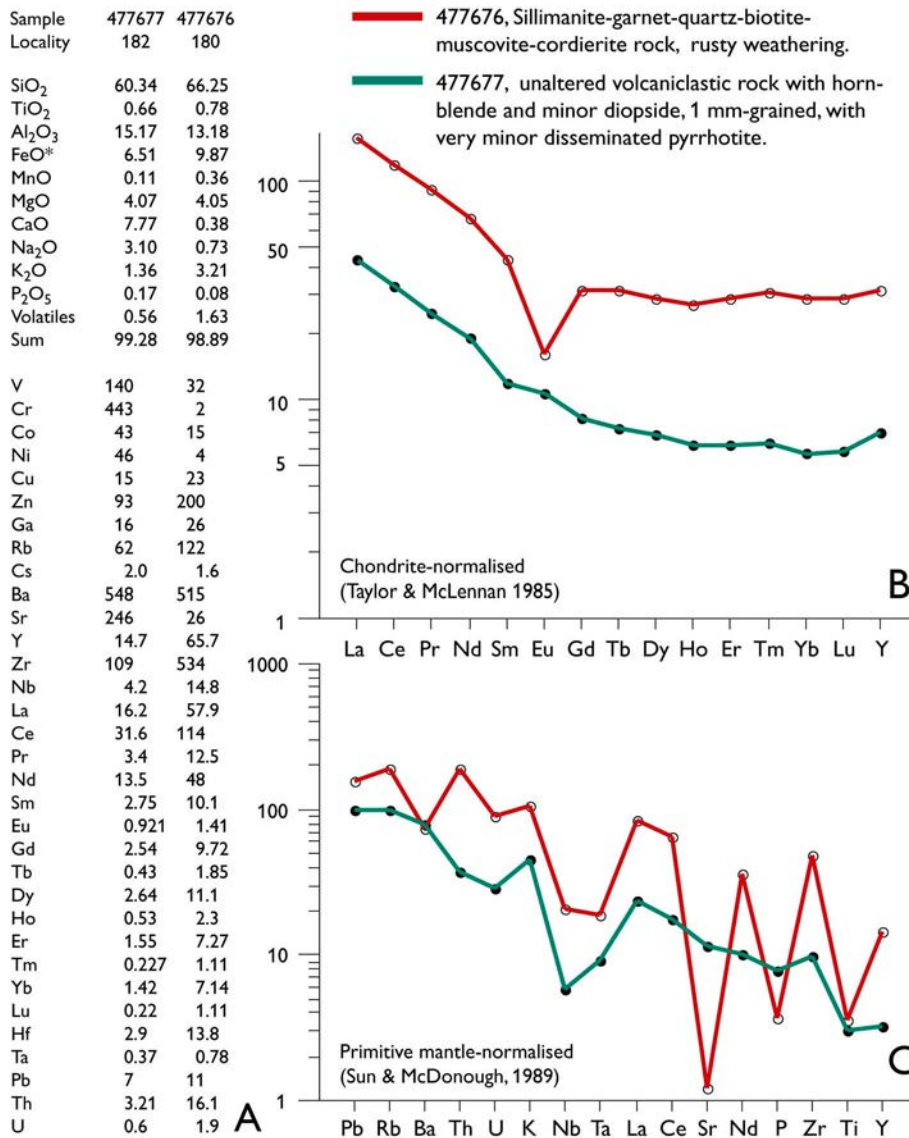 Sample 477677 477676
Locality 182 180
SiO₂ 60.34 66.25
TiO₂ 0.66 0.78
Al₂O₃ 15.17 13.18
FeO* 6.51 9.87
MnO 0.11 0.36
MgO 4.07 4.05
CaO 7.77 0.38
Na₂O 3.10 0.73
K₂O 1.36 3.21
P₂O₅ 0.17 0.08
Volatiles 0.56 1.63
Sum 99.28 98.89
V 140 32
Cr 443 2
Co 43 15
Ni 46 4
Cu 15 23
Zn 93 200
Ga 16 26
Rb 62 122
Cs 2.0 1.6
Ba 548 515
Sr 246 26
Y 14.7 65.7
Zr 109 534
Nb 4.2 14.8
La 16.2 57.9
Ce 31.6 114
Pr 3.4 12.5
Nd 13.5 48
Sm 2.75 10.1
Eu 0.921 1.41
Gd 2.54 9.72
Tb 0.43 1.85
Dy 2.64 11.1
Ho 0.53 2.3
Er 1.55 7.27
Tm 0.227 1.11
Yb 1.42 7.14
Lu 0.22 1.11
Hf 2.9 13.8
Ta 0.37 0.78
Pb 7 11
Th 3.21 16.1
U 0.6 1.9
A
477676, Sillimanite-garnet-quartz-biotite-
muscovite-cordierite rock, rusty weathering.
477677, unaltered volcaniclastic rock with horn-
blende and minor diopside, 1 mm-grained, with
very minor disseminated pyrrhotite.
100
50
10
5
1
Chondrite-normalised
(Taylor & McLennan 1985)
B
La Ce Pr Nd Sm Eu Gd Tb Dy Ho Er Tm Yb Lu Y
1000
100
10
1
Primitive mantle-normalised
(Sun & McDonough, 1989)
C
Pb Rb Ba Th U K Nb Ta La Ce Sr Nd P Zr Ti Y